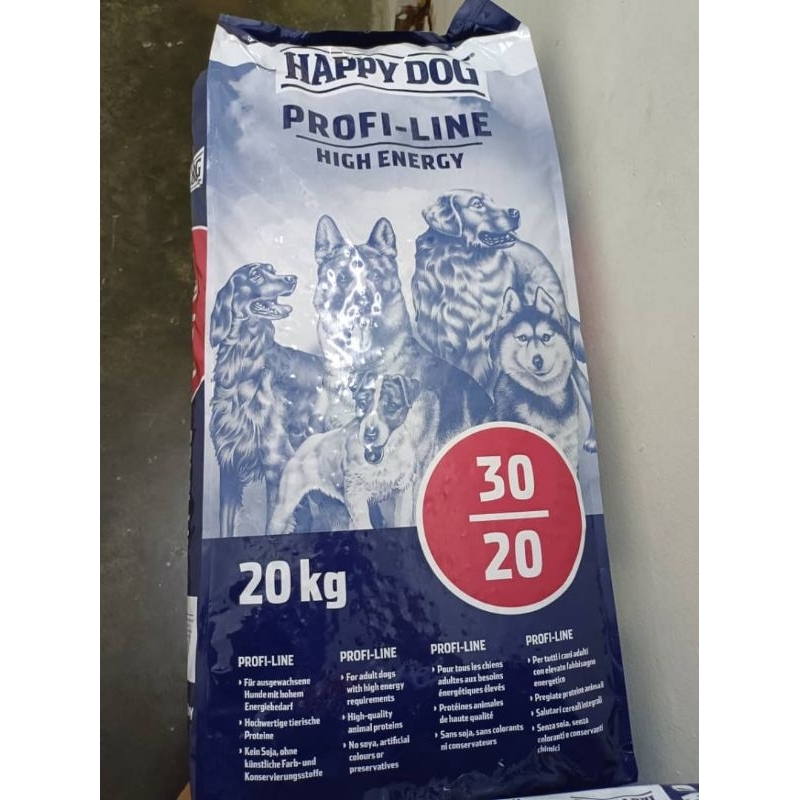 HAPPY DOG
PROFI-LINE
HIGH ENERGY
30
20
20 kg
PROFI-LINE
Für ausgewachsene
Hunde mit hohem
Energiebedarf
Hochwertige tierische
Proteine
Kein Soja, ohne
künstliche Farb- und
Konservierungsstoffe
PROFI-LINE
For adult dogs
with high energy
requirements
High-quality
animal proteins
No soya, artificial
colours or
preservatives
PROFI-LINE
Pour tous les chiens
adultes aux besoins
énergétiques élevés
Protéines animales
de haute qualité
Sans soja, sans colorants
ni conservateurs
PROFI-LINE
Per tutti i cani adulti
con elevato fabbisogno
energetico
Pregiate proteine animali
Salutari cereali integrali
Senza soia, senza
coloranti e conservanti
chimici